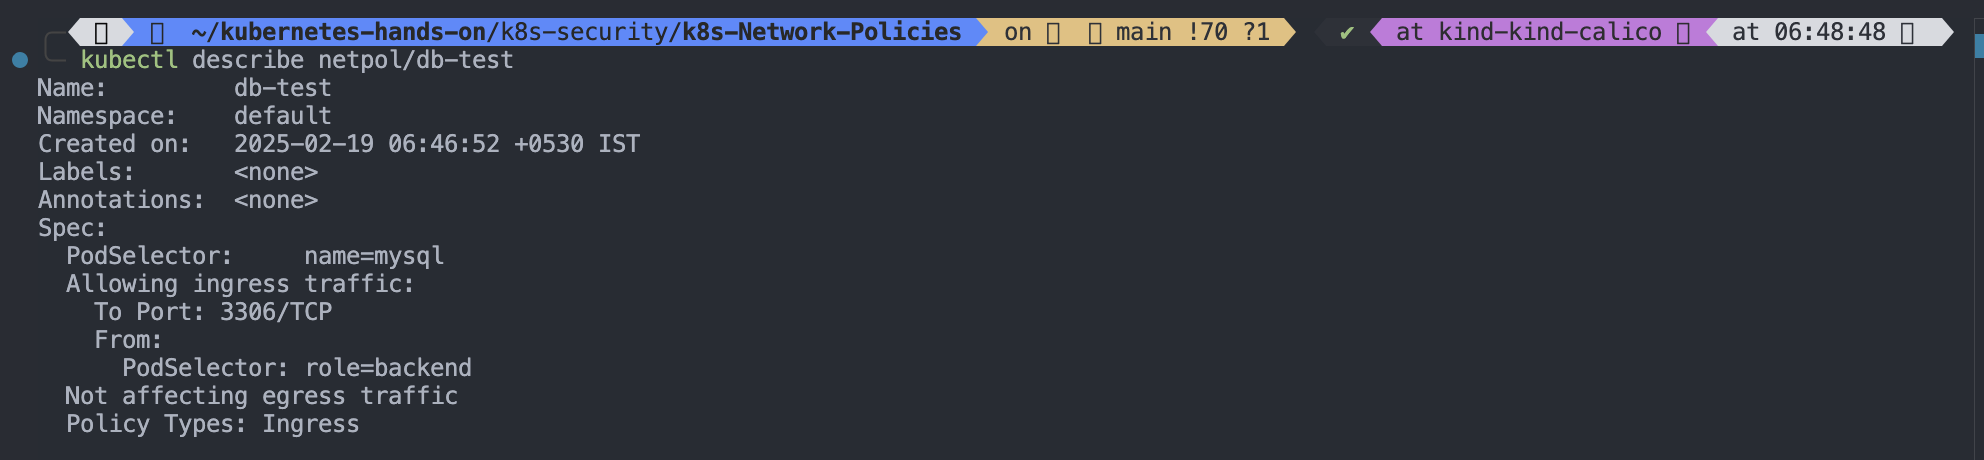 ~/kubernetes-hands-on/k8s-security/k8s-Network-Policies on main !70 ?1 ✔ at kind-kind-calico at 06:48:48
kubectl describe netpol/db-test
Name: db-test
Namespace: default
Created on: 2025-02-19 06:46:52 +0530 IST
Labels: <none>
Annotations: <none>
Spec:
PodSelector: name=mysql
Allowing ingress traffic:
To Port: 3306/TCP
From:
PodSelector: role=backend
Not affecting egress traffic
Policy Types: Ingress